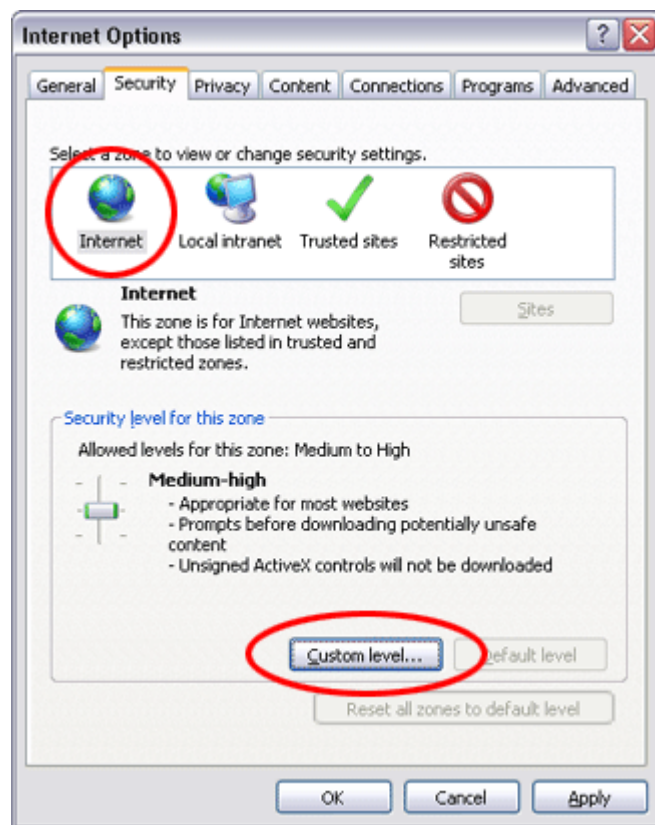 Internet Options
General Security Privacy Content Connections Programs Advanced
Select a zone to view or change security settings.
Internet Local intranet Trusted sites Restricted
sites
Internet
This zone is for Internet websites,
except those listed in trusted and
restricted zones.
Sites
Security level for this zone
Allowed levels for this zone: Medium to High
Medium-high
- Appropriate for most websites
- Prompts before downloading potentially unsafe
content
- Unsigned ActiveX controls will not be downloaded
Custom level... Default level
Reset all zones to default level
OK Cancel Apply